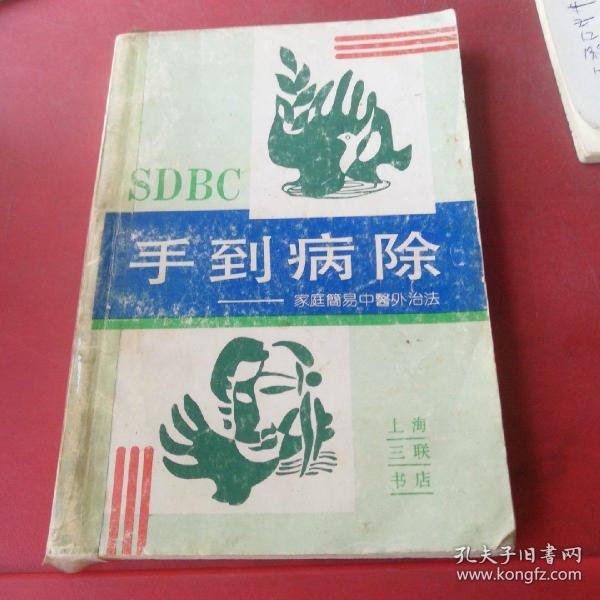 SDBC
手到病除
——家庭簡易中醫外治法
上海
三联
书店
孔夫子旧书网
www.kongfz.com